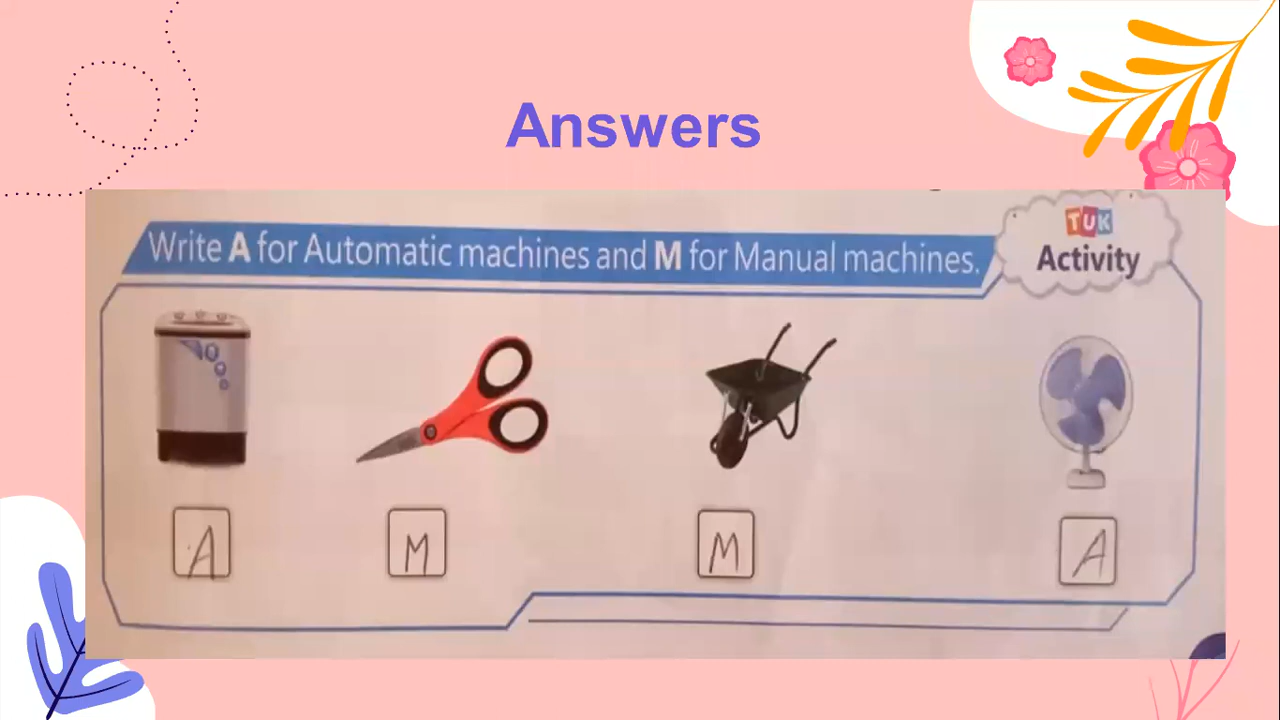 Answers
TUK
Write A for Automatic machines and M for Manual machines.
Activity
A M M A